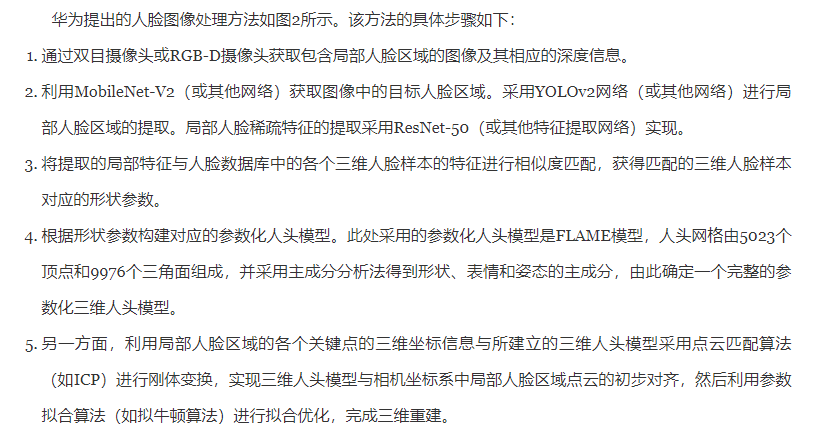 华为提出的人脸图像处理方法如图2所示。该方法的具体步骤如下：
1. 通过双目摄像头或RGB-D摄像头获取包含局部人脸区域的图像及其相应的深度信息。
2. 利用MobileNet-V2（或其他网络）获取图像中的目标人脸区域。采用YOLOv2网络（或其他网络）进行局
部人脸区域的提取。局部人脸稀疏特征的提取采用ResNet-50（或其他特征提取网络）实现。
3. 将提取的局部特征与人脸数据库中的各个三维人脸样本的特征进行相似度匹配，获得匹配的三维人脸样本
对应的形状参数。
4. 根据形状参数构建对应的参数化人头模型。此处采用的参数化人头模型是FLAME模型，人头网格由5023个
顶点和9976个三角面组成，并采用主成分分析法得到形状、表情和姿态的主成分，由此确定一个完整的参
数化三维人头模型。
5. 另一方面，利用局部人脸区域的各个关键点的三维坐标信息与所建立的三维人头模型采用点云匹配算法
（如ICP）进行刚体变换，实现三维人头模型与相机坐标系中局部人脸区域点云的初步对齐，然后利用参数
拟合算法（如拟牛顿算法）进行拟合优化，完成三维重建。